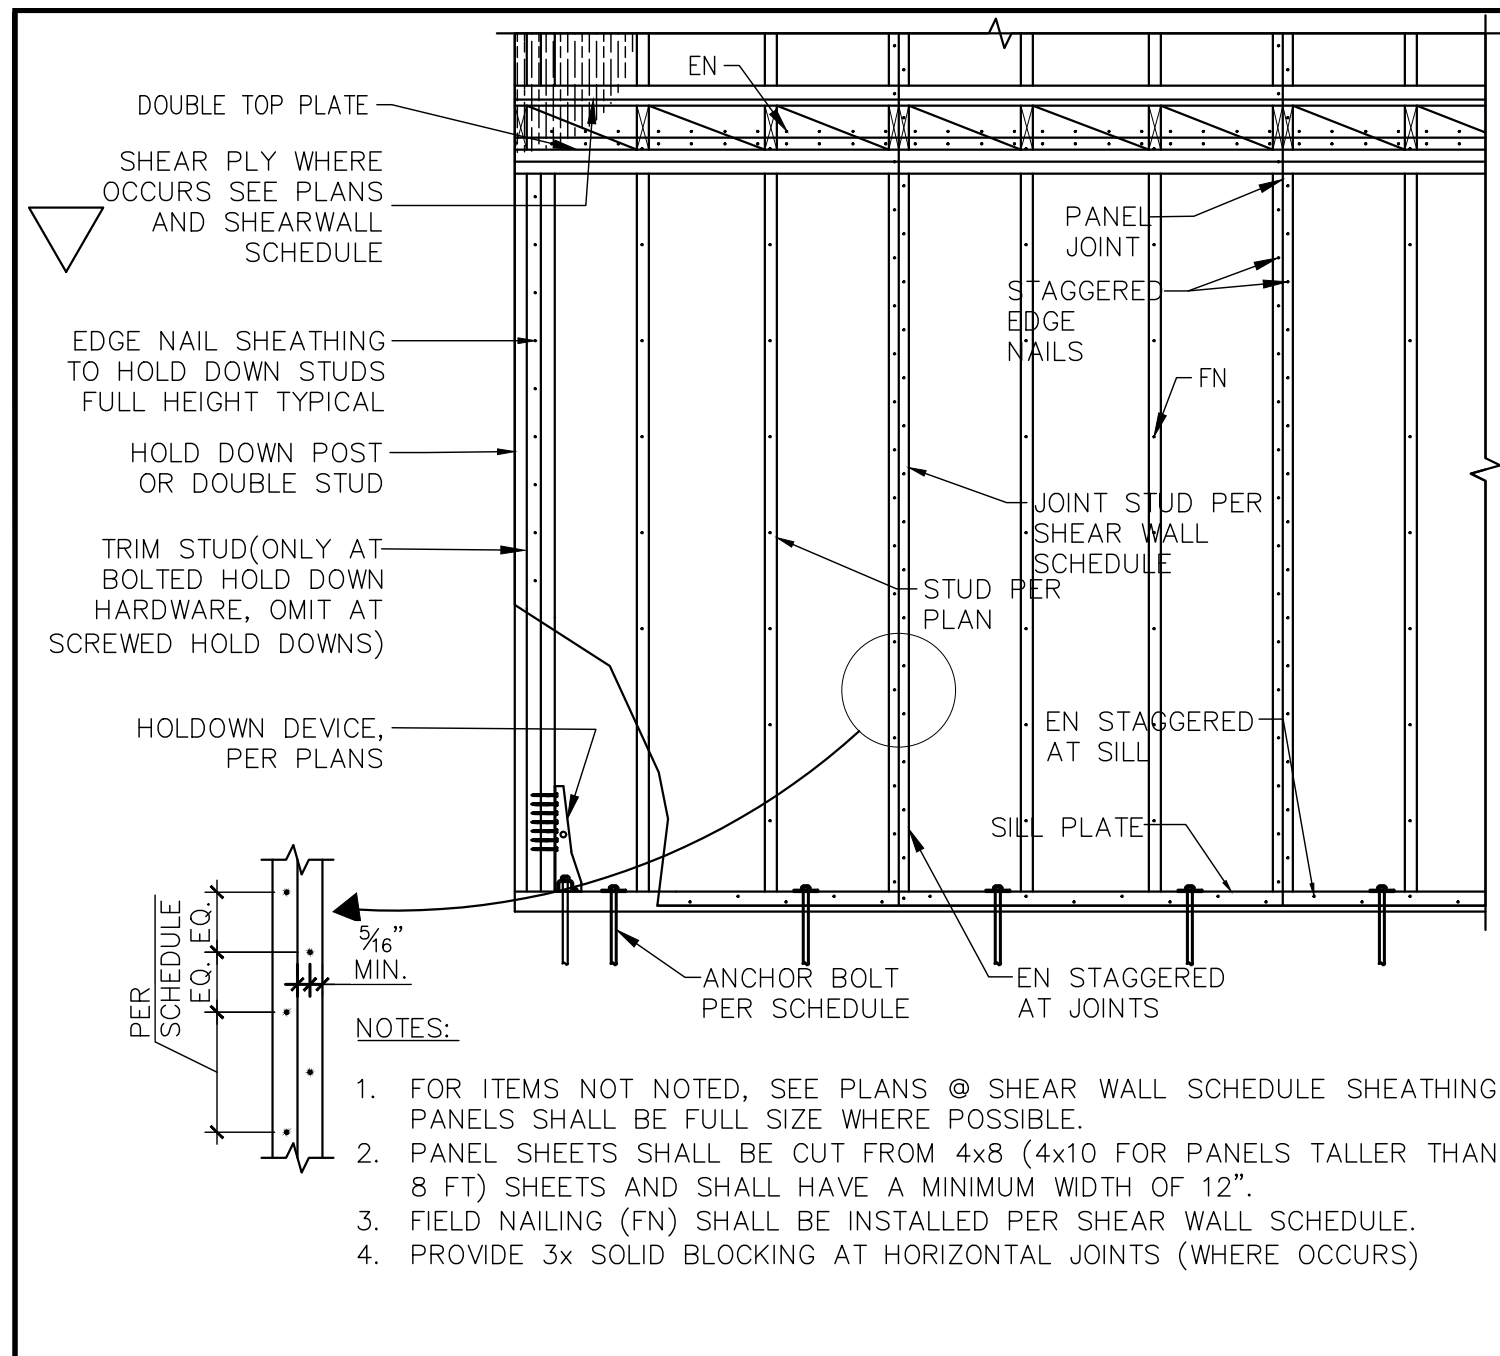 EN
DOUBLE TOP PLATE
SHEAR PLY WHERE
OCCURS SEE PLANS
AND SHEARWALL
SCHEDULE
PANEL
JOINT
STAGGERED
EDGE
NAILS
EDGE NAIL SHEATHING
TO HOLD DOWN STUDS
FULL HEIGHT TYPICAL
FN
HOLD DOWN POST
OR DOUBLE STUD
JOINT STUD PER
SHEAR WALL
SCHEDULE
TRIM STUD(ONLY AT
BOLTED HOLD DOWN
HARDWARE, OMIT AT
SCREWED HOLD DOWNS)
STUD PER
PLAN
HOLDOWN DEVICE,
PER PLANS
EN STAGGERED
AT SILL
SILL PLATE
PER
SCHEDULE
EQ. EQ.
5/16”
MIN.
ANCHOR BOLT
PER SCHEDULE
EN STAGGERED
AT JOINTS
NOTES:
1. FOR ITEMS NOT NOTED, SEE PLANS @ SHEAR WALL SCHEDULE SHEATHING
PANELS SHALL BE FULL SIZE WHERE POSSIBLE.
2. PANEL SHEETS SHALL BE CUT FROM 4x8 (4x10 FOR PANELS TALLER THAN
8 FT) SHEETS AND SHALL HAVE A MINIMUM WIDTH OF 12”.
3. FIELD NAILING (FN) SHALL BE INSTALLED PER SHEAR WALL SCHEDULE.
4. PROVIDE 3x SOLID BLOCKING AT HORIZONTAL JOINTS (WHERE OCCURS)